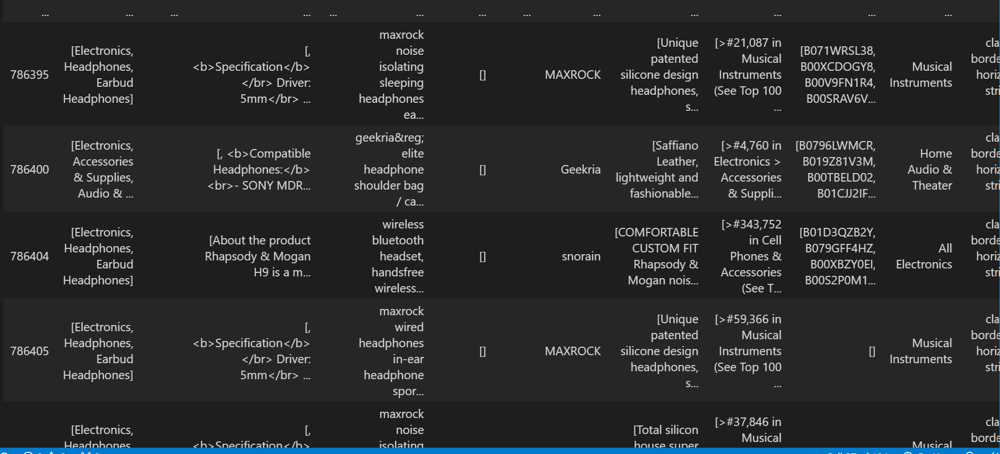 ... ... ... ... ... ... ... ... ... ... ... ... ...
786395
[Electronics,
Headphones,
Earbud
Headphones]
[,
<b>Specification</b>
</br> Driver:
5mm</br> ...
maxrock
noise
isolating
sleeping
headphones
ea...
[]
MAXROCK
[Unique
patented
silicone design
headphones,
s...
[>#21,087 in
Musical
Instruments
(See Top 100
...
[B071WRSL38,
B00XCDOGY8,
B00V9FN1R4,
B00SRAV6V...
Musical
Instruments
cla
borde
horiz
stri
786400
[Electronics,
Accessories
& Supplies,
Audio & ...
[, <b>Compatible
Headphones:</b>
<br>- SONY MDR...
geekria&reg;
elite
headphone
shoulder bag
/ ca...
[]
Geekria
[Saffiano
Leather,
lightweight and
fashionable...
[>#4,760 in
Electronics >
Accessories
& Suppli...
[B0796LWMCR,
B019Z81V3M,
B00TBELD02,
B01CJJ2IF...
Home
Audio &
Theater
cla
borde
horiz
stri
786404
[Electronics,
Headphones,
Earbud
Headphones]
[About the product
Rhapsody & Mogan
H9 is a m...
wireless
bluetooth
headset,
handsfree
wireless...
[]
snorain
[COMFORTABLE
CUSTOM FIT
Rhapsody &
Mogan nois...
[>#343,752
in Cell
Phones &
Accessories
(See T...
[B01D3QZB2Y,
B079GFF4HZ,
B00XBZY0EI,
B00S2P0M1...
All
Electronics
cla
borde
horiz
stri
786405
[Electronics,
Headphones,
Earbud
Headphones]
[,
<b>Specification</b>
</br> Driver:
5mm</br> ...
maxrock
wired
headphones
in-ear
headphone
spor...
[]
MAXROCK
[Unique
patented
silicone design
headphones,
s...
[>#59,366 in
Musical
Instruments
(See Top 100
...
[]
Musical
Instruments
cla
borde
horiz
stri
[Electronics,
Headphones,
[,
<b>Specification</b>
maxrock
noise
isolating
[Total silicon
house super
[>#37,846 in
Musical
Musical
cla
borde